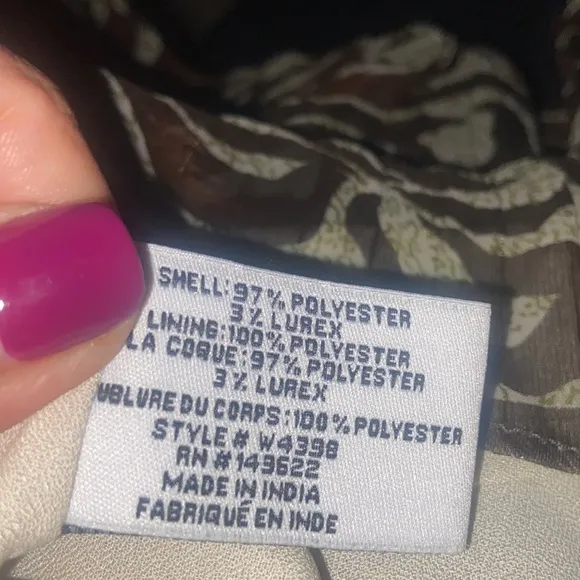 SHELL: 97% POLYESTER
3% LUREX
LINING: 100% POLYESTER
LA COQUE: 97% POLYESTER
3% LUREX
UBLURE DU CORPS: 100% POLYESTER
STYLE # W4398
RN # 149622
MADE IN INDIA
FABRIQUÉ EN INDE